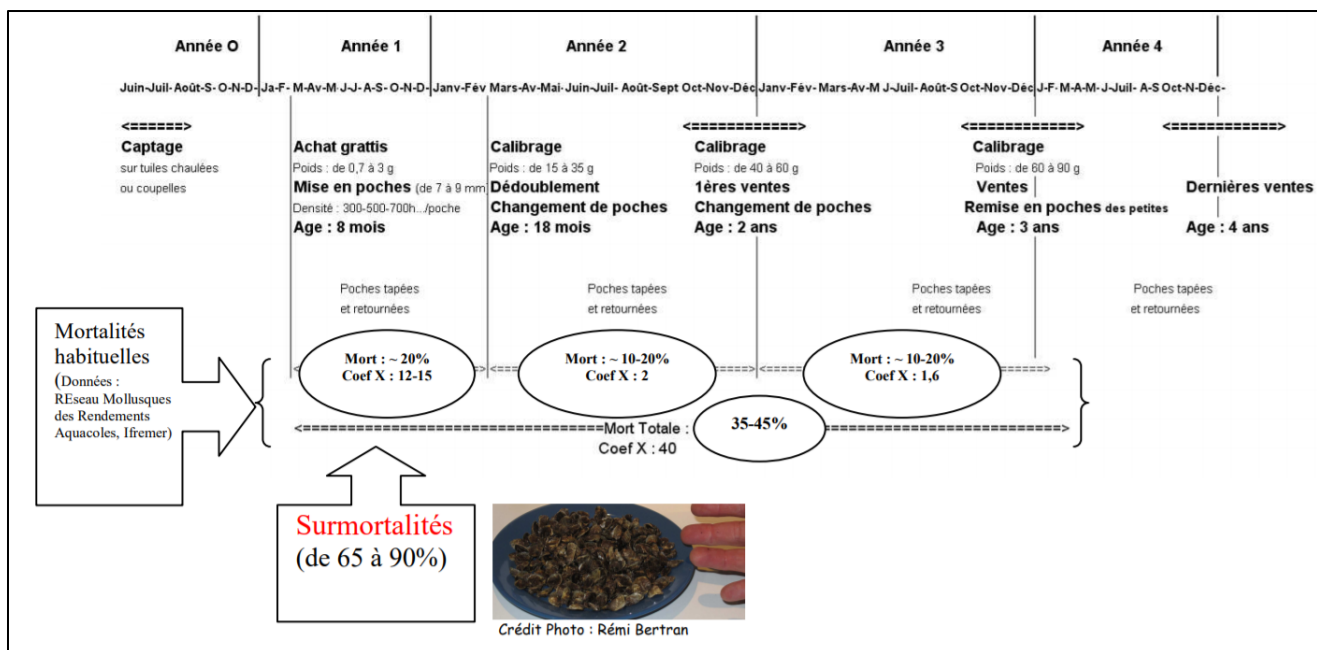 Année O
Année 1
Année 2
Année 3
Année 4
Juin-Juil- Août-S- O-N-D- Ja-F- M-Av-M J-J- A-S- O-N-D- Janv-Fév Mars-Av-Mai- Juin-Juil- Août-Sept Oct-Nov-Déc Janv-Fév- Mars-Av-M J-Juil- Août-S Oct-Nov-Déc J-F M-A-M- J-Juil- A-S Oct-N-Déc-
<======>
<============>
<============>
<============>
Captage
sur tuiles chaulées
ou coupelles
Achat grattis
Poids : de 0,7 à 3 g
Mise en poches (de 7 à 9 mm)
Densité : 300-500-700h.../poche
Age : 8 mois
Calibrage
Poids : de 15 à 35 g
Dédoublement
Changement de poches
Age : 18 mois
Calibrage
Poids : de 40 à 60 g
1ères ventes
Changement de poches
Age : 2 ans
Calibrage
Poids : de 60 à 90 g
Ventes
Remise en poches des petites
Age : 3 ans
Dernières ventes
Age : 4 ans
Poches tapées
et retournées
Poches tapées
et retournées
Poches tapées
et retournées
Poches tapées
et retournées
Mortalités
habituelles
(Données :
REseau Mollusques
des Rendements
Aquacoles, Ifremer)
Mort : ~ 20%
Coef X : 12-15
Mort : ~ 10-20%
Coef X : 2
Mort : ~ 10-20%
Coef X : 1,6
Mort Totale :
Coef X : 40
35-45%
Surmortalités
(de 65 à 90%)
Crédit Photo : Rémi Bertran